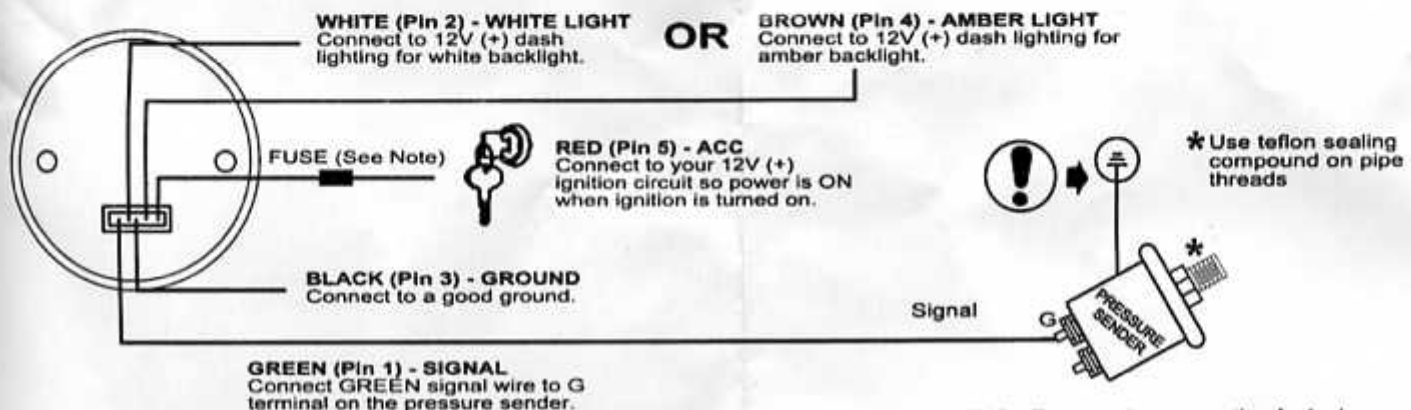 WHITE (Pin 2) - WHITE LIGHT
Connect to 12V (+) dash
lighting for white backlight.
OR
BROWN (Pin 4) - AMBER LIGHT
Connect to 12V (+) dash lighting for
amber backlight.
FUSE (See Note)
RED (Pin 5) - ACC
Connect to your 12V (+)
ignition circuit so power is ON
when ignition is turned on.
!
* Use teflon sealing
compound on pipe
threads
*
BLACK (Pin 3) - GROUND
Connect to a good ground.
Signal
G
PRESSURE
SENDER
GREEN (Pin 1) - SIGNAL
Connect GREEN signal wire to G
terminal on the pressure sender.